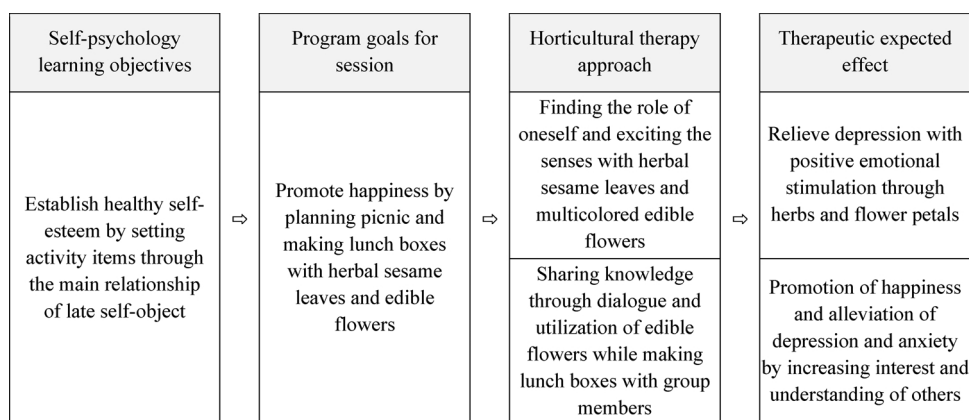 Self-psychology
learning objectives
Establish healthy self-
esteem by setting
activity items through
the main relationship
of late self-object
⇨
Program goals for
session
Promote happiness by
planning picnic and
making lunch boxes
with herbal sesame
leaves and edible
flowers
⇨
Horticultural therapy
approach
Finding the role of
oneself and exciting the
senses with herbal
sesame leaves and
multicolored edible
flowers
Sharing knowledge
through dialogue and
utilization of edible
flowers while making
lunch boxes with group
members
⇨
Therapeutic expected
effect
Relieve depression with
positive emotional
stimulation through
herbs and flower petals
Promotion of happiness
and alleviation of
depression and anxiety
by increasing interest and
understanding of others